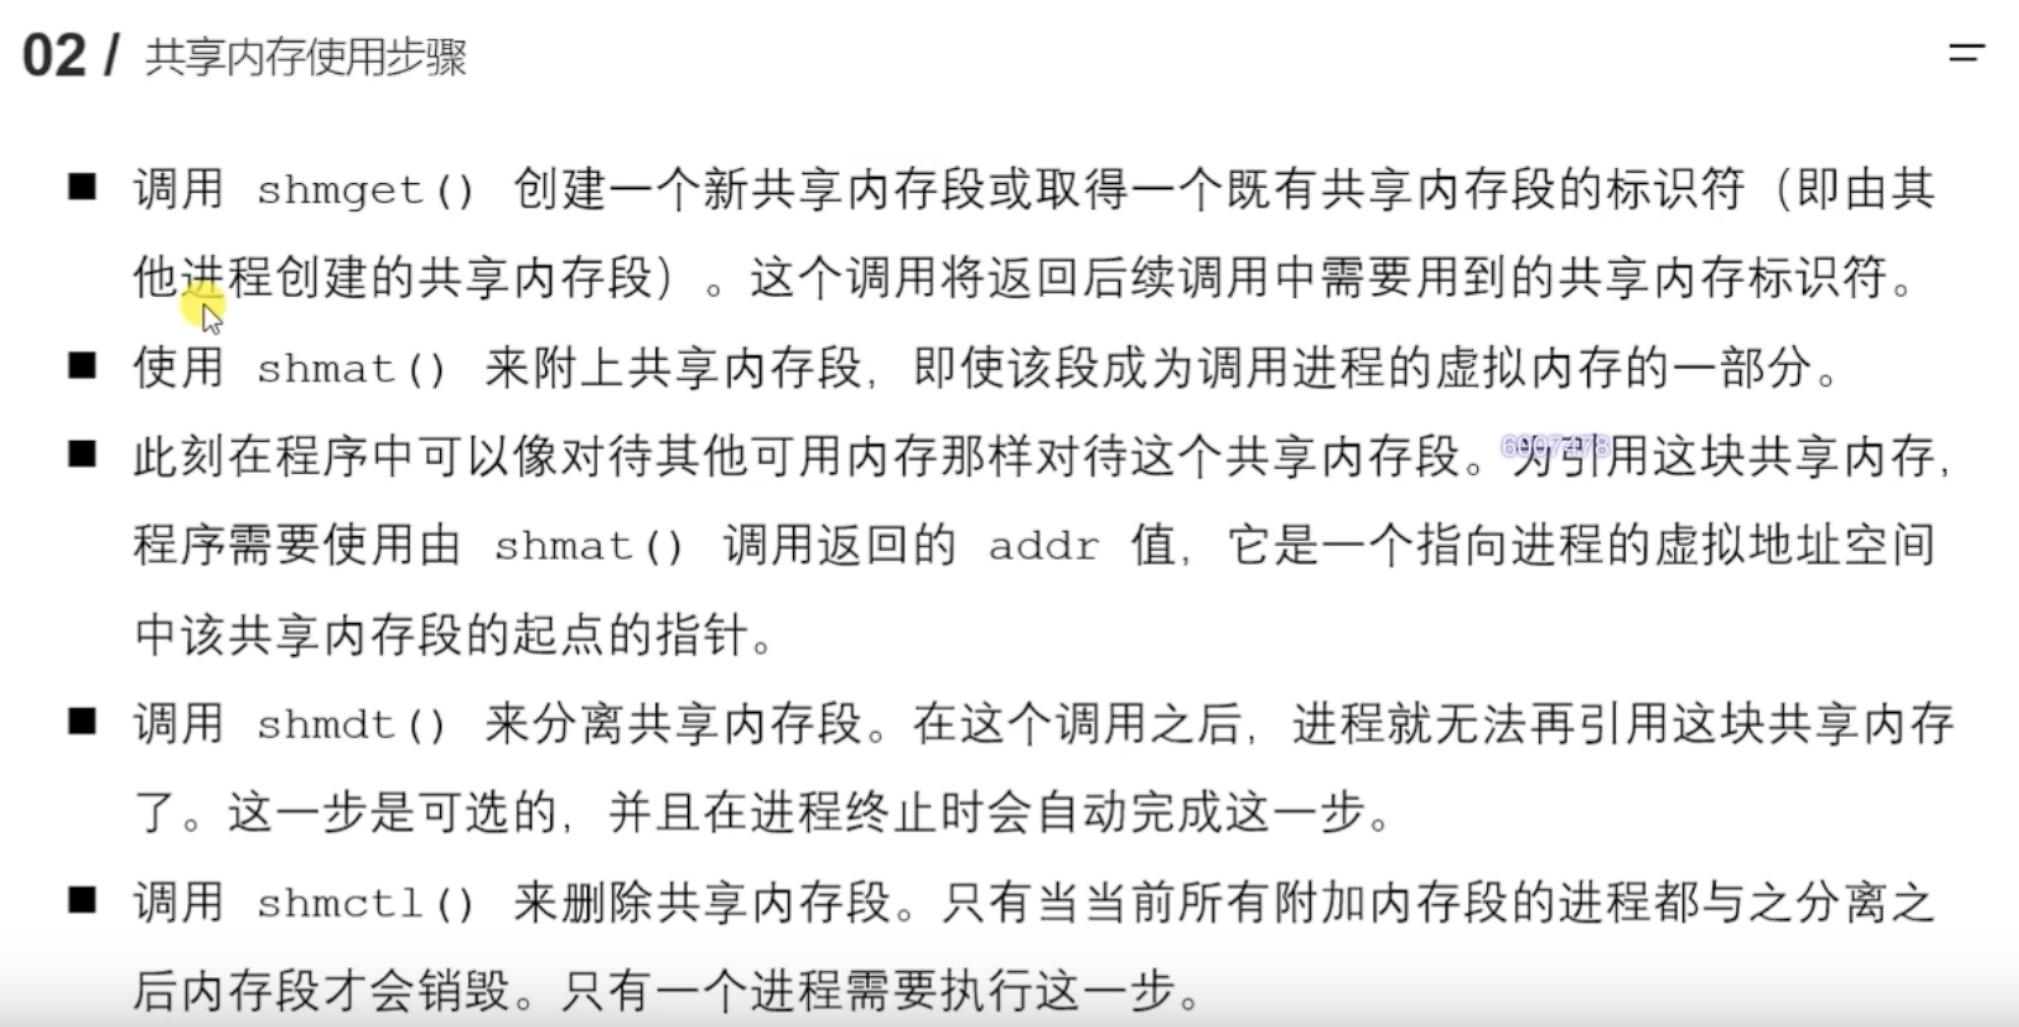 02 / 共享内存使用步骤
■ 调用 shmget() 创建一个新共享内存段或取得一个既有共享内存段的标识符（即由其
他进程创建的共享内存段）。这个调用将返回后续调用中需要用到的共享内存标识符。
■ 使用 shmat() 来附上共享内存段，即使该段成为调用进程的虚拟内存的一部分。
■ 此刻在程序中可以像对待其他可用内存那样对待这个共享内存段。为引用这块共享内存，
程序需要使用由 shmat() 调用返回的 addr 值，它是一个指向进程的虚拟地址空间
中该共享内存段的起点的指针。
■ 调用 shmdt() 来分离共享内存段。在这个调用之后，进程就无法再引用这块共享内存
了。这一步是可选的，并且在进程终止时会自动完成这一步。
■ 调用 shmctl() 来删除共享内存段。只有当当前所有附加内存段的进程都与之分离之
后内存段才会销毁。只有一个进程需要执行这一步。